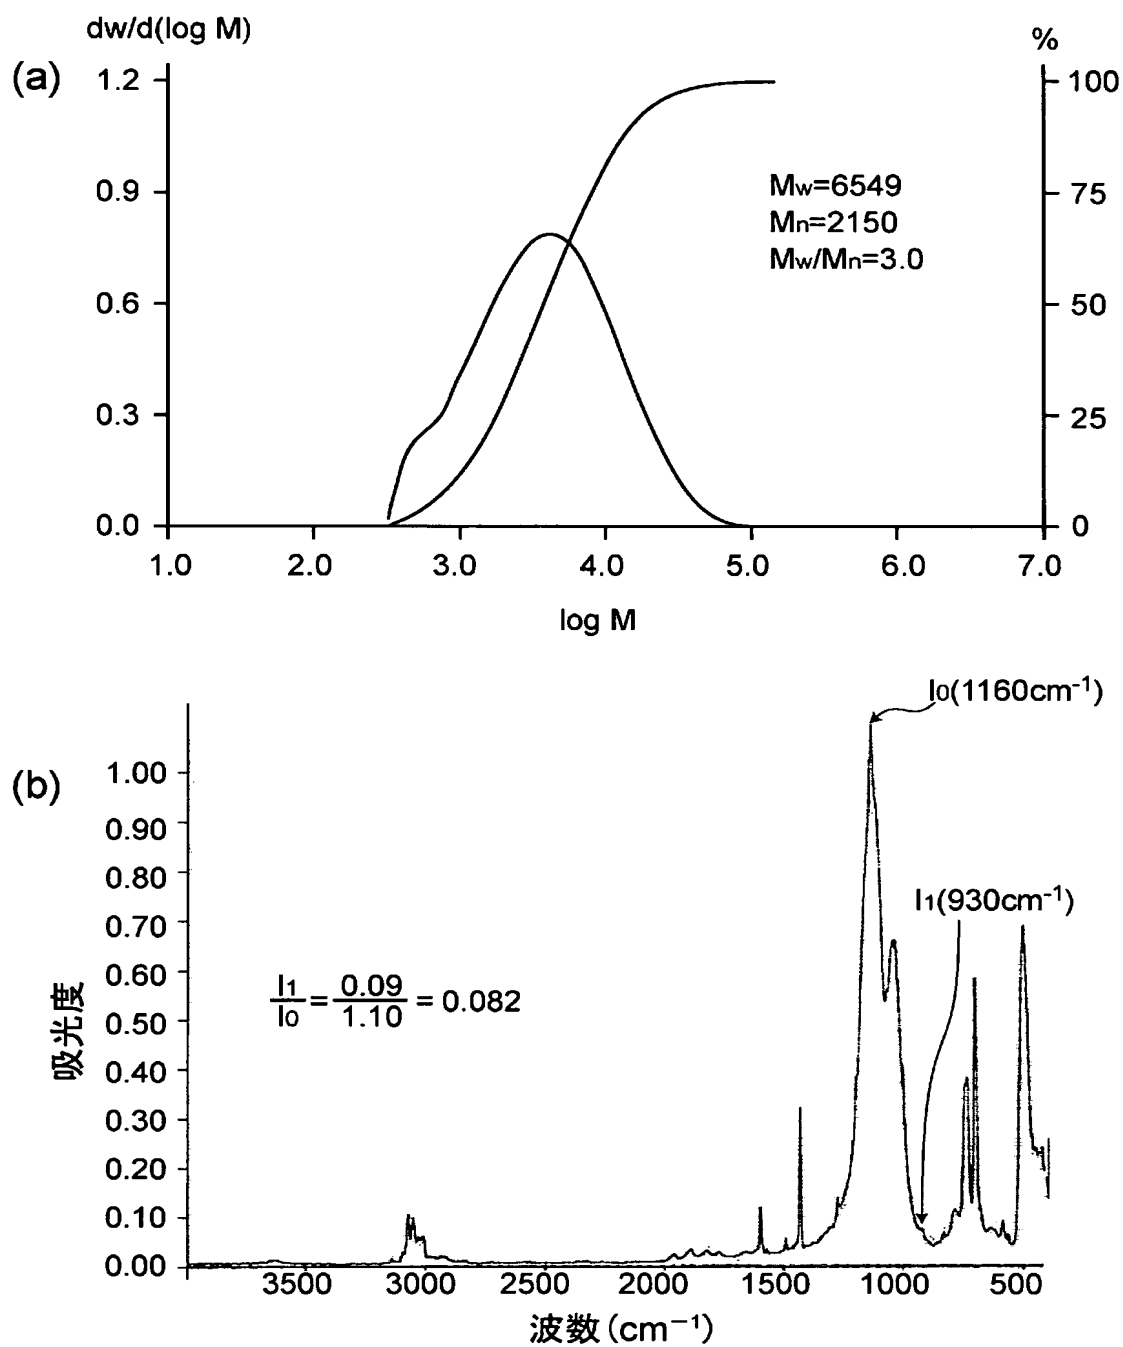 dw/d(log M)
%
(a)
1.2
0.9
0.6
0.3
0.0
100
75
50
25
0
Mw=6549
Mn=2150
Mw/Mn=3.0
1.0 2.0 3.0 4.0 5.0 6.0 7.0
log M
(b)
I0(1160cm-1)
I1(930cm-1)
1.00
0.90
0.80
0.70
0.60
0.50
0.40
0.30
0.20
0.10
0.00
吸光度
I1/I0 = 0.09/1.10 = 0.082
3500 3000 2500 2000 1500 1000 500
波数(cm−1)